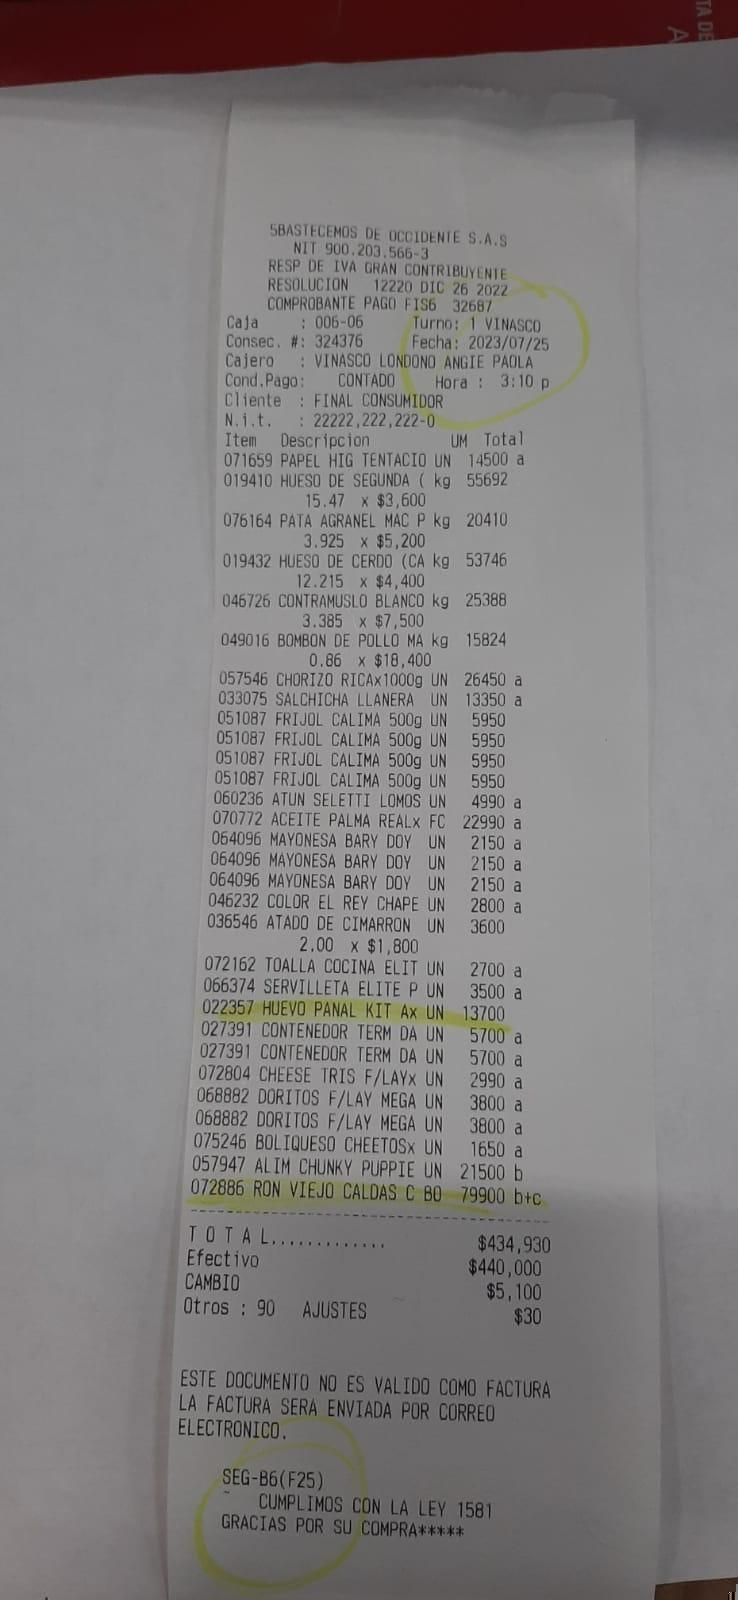 TA DE
A
5BASTECEMOS DE OCCIDENTE S.A.S
NIT 900.203.566-3
RESP DE IVA GRAN CONTRIBUYENTE
RESOLUCION 12220 DIC 26 2022
COMPROBANTE PAGO FIS6 32687
Caja : 006-06 Turno: 1 VINASCO
Consec. #: 324376 Fecha: 2023/07/25
Cajero : VINASCO LONDONO ANGIE PAOLA
Cond.Pago: CONTADO Hora : 3:10 p
Cliente : FINAL CONSUMIDOR
N.i.t. : 22222,222,222-0
Item Descripcion UM Total
071659 PAPEL HIG TENTACIO UN 14500 a
019410 HUESO DE SEGUNDA ( kg 55692
15.47 x $3,600
076164 PATA AGRANEL MAC P kg 20410
3.925 x $5,200
019432 HUESO DE CERDO (CA kg 53746
12.215 x $4,400
046726 CONTRAMUSLO BLANCO kg 25388
3.385 x $7,500
049016 BOMBON DE POLLO MA kg 15824
0.86 x $18,400
057546 CHORIZO RICAx1000g UN 26450 a
033075 SALCHICHA LLANERA UN 13350 a
051087 FRIJOL CALIMA 500g UN 5950
051087 FRIJOL CALIMA 500g UN 5950
051087 FRIJOL CALIMA 500g UN 5950
051087 FRIJOL CALIMA 500g UN 5950
060236 ATUN SELETTI LOMOS UN 4990 a
070772 ACEITE PALMA REALx FC 22990 a
064096 MAYONESA BARY DOY UN 2150 a
064096 MAYONESA BARY DOY UN 2150 a
064096 MAYONESA BARY DOY UN 2150 a
046232 COLOR EL REY CHAPE UN 2800 a
036546 ATADO DE CIMARRON UN 3600
2.00 x $1,800
072162 TOALLA COCINA ELIT UN 2700 a
066374 SERVILLETA ELITE P UN 3500 a
022357 HUEVO PANAL KIT Ax UN 13700
027391 CONTENEDOR TERM DA UN 5700 a
027391 CONTENEDOR TERM DA UN 5700 a
072804 CHEESE TRIS F/LAYx UN 2990 a
068882 DORITOS F/LAY MEGA UN 3800 a
068882 DORITOS F/LAY MEGA UN 3800 a
075246 BOLIQUESO CHEETOSx UN 1650 a
057947 ALIM CHUNKY PUPPIE UN 21500 b
072886 RON VIEJO CALDAS C BO 79900 b+c
T O T A L............. $434,930
Efectivo $440,000
CAMBIO $5,100
Otros : 90 AJUSTES $30
ESTE DOCUMENTO NO ES VALIDO COMO FACTURA
LA FACTURA SERA ENVIADA POR CORREO
ELECTRONICO.
SEG-B6(F25)
CUMPLIMOS CON LA LEY 1581
GRACIAS POR SU COMPRA*****